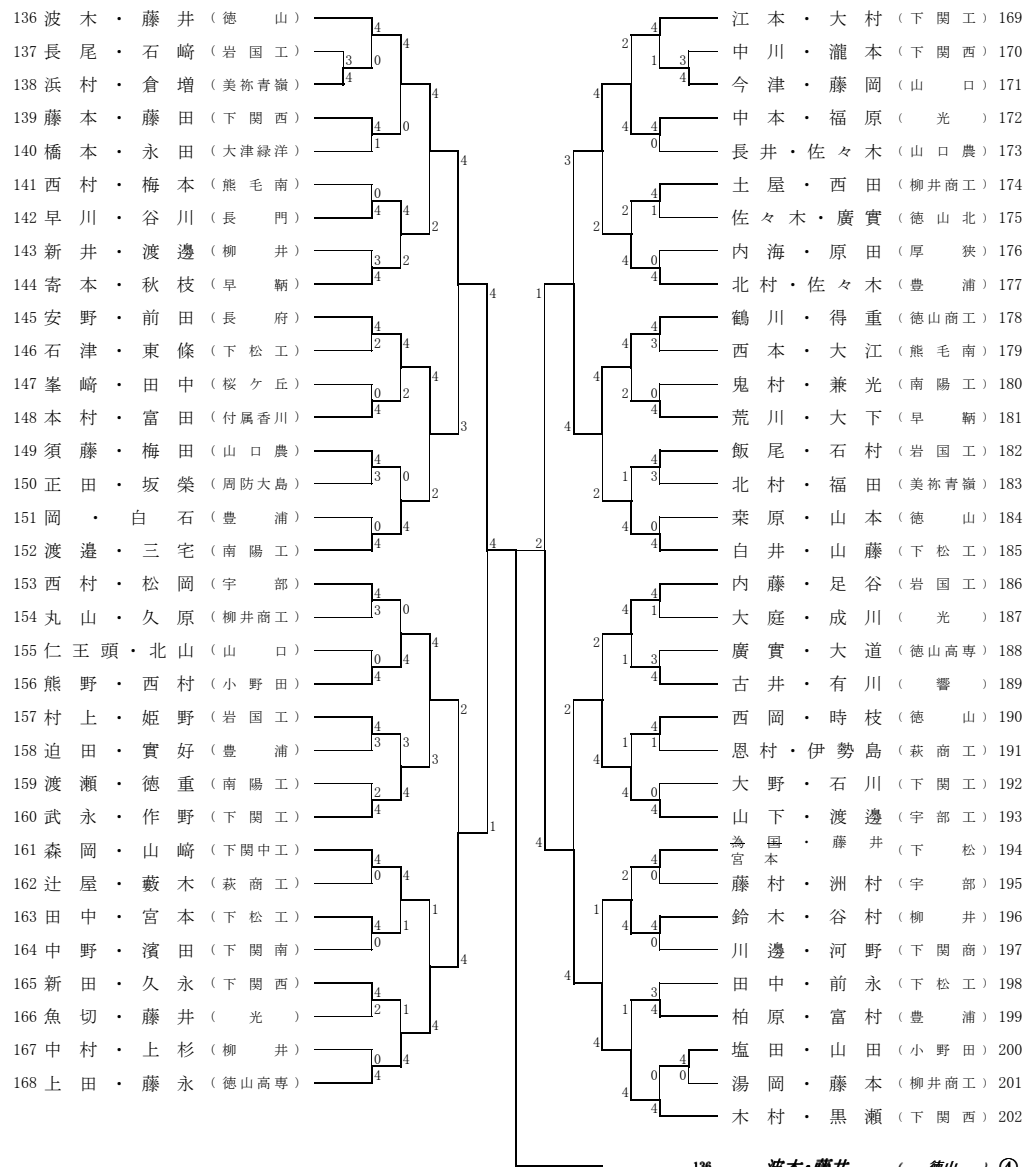 136 波木・藤井 (徳山)
137 長尾・石﨑 (岩国工)
138 浜村・倉増 (美祢青嶺)
139 藤本・藤田 (下関西)
140 橋本・永田 (大津緑洋)
141 西村・梅本 (熊毛南)
142 早川・谷川 (長門)
143 新井・渡邊 (柳井)
144 寄本・秋枝 (早鞆)
145 安野・前田 (長府)
146 石津・東條 (下松工)
147 峯﨑・田中 (桜ケ丘)
148 本村・富田 (付属香川)
149 須藤・梅田 (山口農)
150 正田・坂榮 (周防大島)
151 岡・白石 (豊浦)
152 渡邉・三宅 (南陽工)
153 西村・松岡 (宇部)
154 丸山・久原 (柳井商工)
155 仁王頭・北山 (山口)
156 熊野・西村 (小野田)
157 村上・姫野 (岩国工)
158 迫田・實好 (豊浦)
159 渡瀬・徳重 (南陽工)
160 武永・作野 (下関工)
161 森岡・山﨑 (下関中工)
162 辻屋・藪木 (萩商工)
163 田中・宮本 (下松工)
164 中野・濱田 (下関南)
165 新田・久永 (下関西)
166 魚切・藤井 (光)
167 中村・上杉 (柳井)
168 上田・藤永 (徳山高専)
江本・大村 (下関工) 169
中川・瀧本 (下関西) 170
今津・藤岡 (山口) 171
中本・福原 (光) 172
長井・佐々木 (山口農) 173
土屋・西田 (柳井商工) 174
佐々木・廣實 (徳山北) 175
内海・原田 (厚狭) 176
北村・佐々木 (豊浦) 177
鶴川・得重 (徳山商工) 178
西本・大江 (熊毛南) 179
鬼村・兼光 (南陽工) 180
荒川・大下 (早鞆) 181
飯尾・石村 (岩国工) 182
北村・福田 (美祢青嶺) 183
桒原・山本 (徳山) 184
白井・山藤 (下松工) 185
内藤・足谷 (岩国工) 186
大庭・成川 (光) 187
廣實・大道 (徳山高専) 188
古井・有川 (響) 189
西岡・時枝 (徳山) 190
恩村・伊勢島 (萩商工) 191
大野・石川 (下関工) 192
山下・渡邊 (宇部工) 193
為国・藤井 (下松) 194
宮本
藤村・洲村 (宇部) 195
鈴木・谷村 (柳井) 196
川邊・河野 (下関商) 197
田中・前永 (下松工) 198
柏原・富村 (豊浦) 199
塩田・山田 (小野田) 200
湯岡・藤本 (柳井商工) 201
木村・黒瀬 (下関西) 202
136 波木・藤井 (徳山) ④